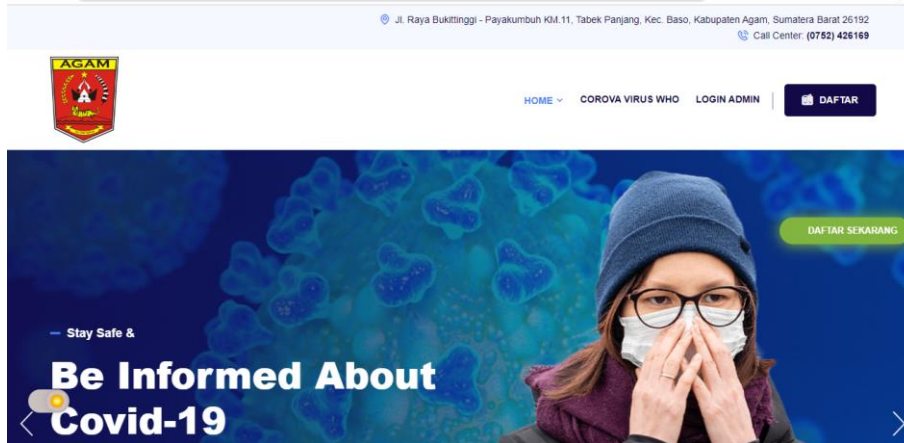 Jl. Raya Bukittinggi - Payakumbuh KM.11, Tabek Panjang, Kec. Baso, Kabupaten Agam, Sumatera Barat 26192
Call Center: (0752) 426169
AGAM
HOME
COROVA VIRUS WHO
LOGIN ADMIN
DAFTAR
DAFTAR SEKARANG
Stay Safe &
Be Informed About
Covid-19